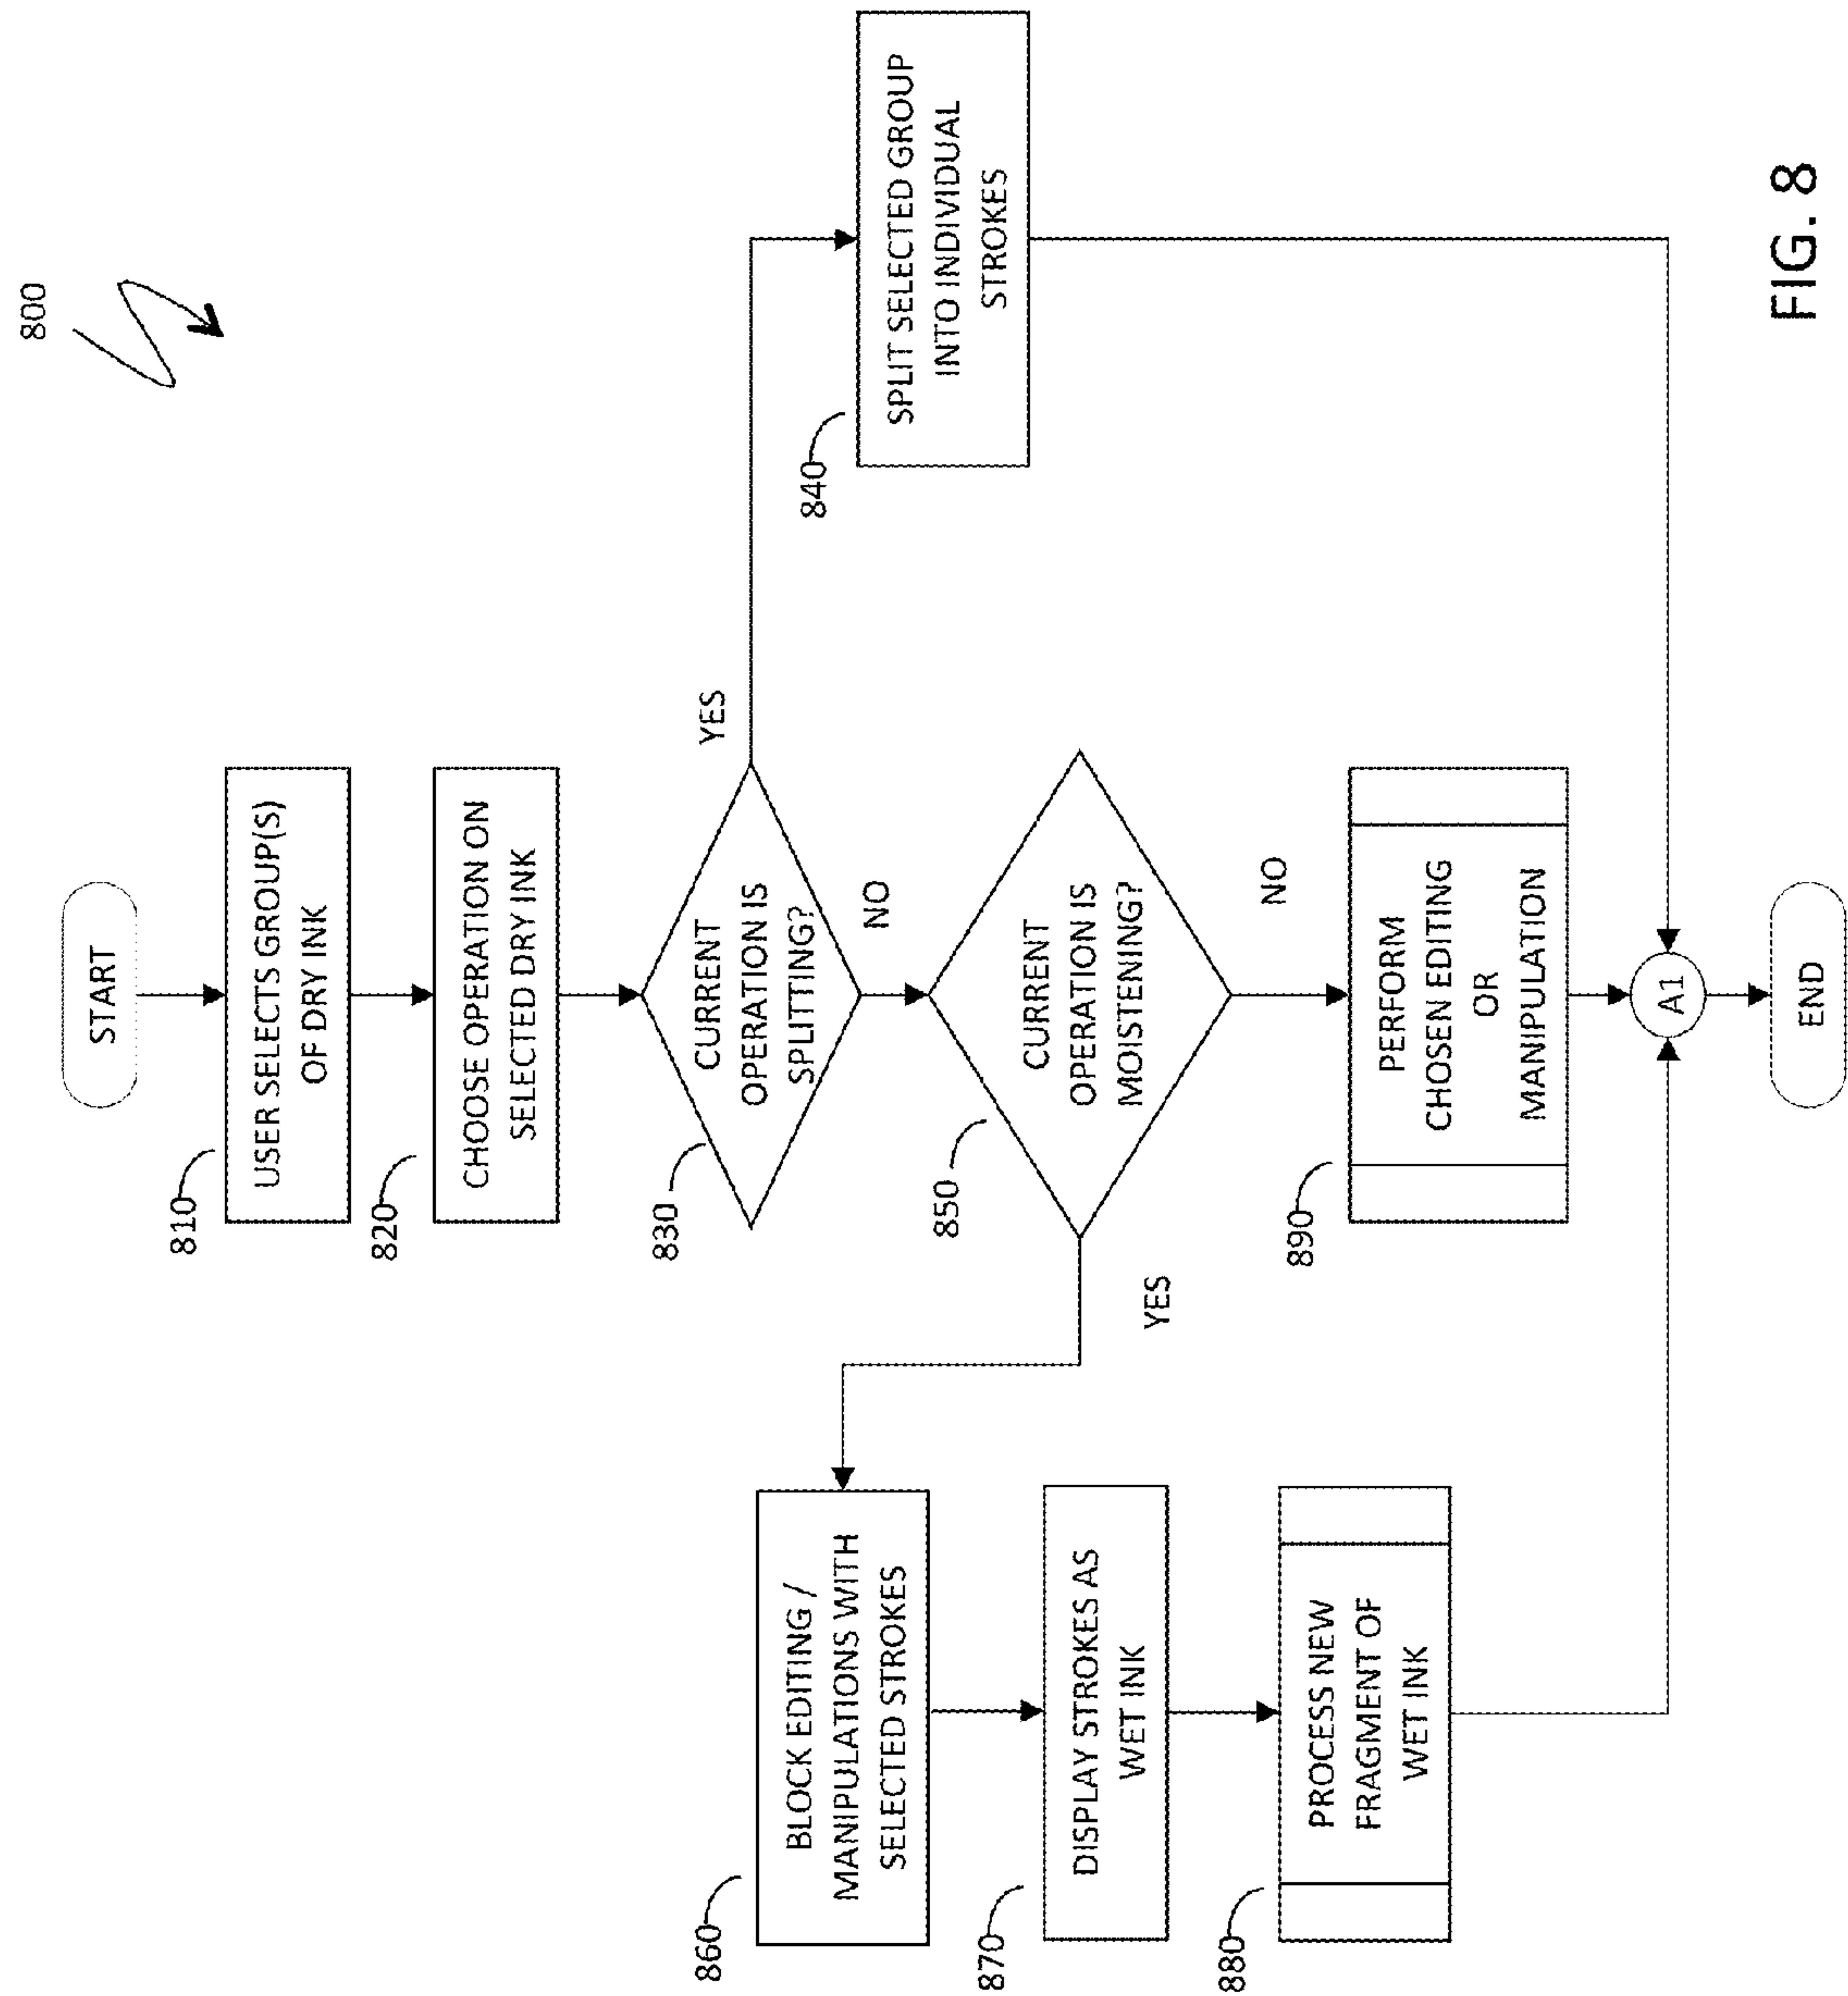 800
START
810
USER SELECTS GROUP(S)
OF DRY INK
820
CHOOSE OPERATION ON
SELECTED DRY INK
830
CURRENT
OPERATION IS
SPLITTING?
YES
NO
840
SPLIT SELECTED GROUP
INTO INDIVIDUAL
STROKES
850
CURRENT
OPERATION IS
MOISTENING?
YES
NO
860
BLOCK EDITING /
MANIPULATIONS WITH
SELECTED STROKES
870
DISPLAY STROKES AS
WET INK
880
PROCESS NEW
FRAGMENT OF
WET INK
890
PERFORM
CHOSEN EDITING
OR
MANIPULATION
A1
END
FIG. 8